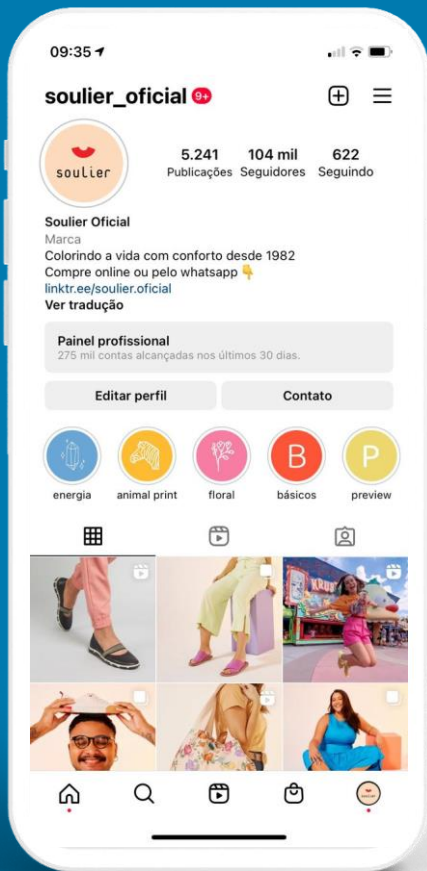 09:35
soulier_oficial 9+
soulier
5.241 104 mil 622
Publicações Seguidores Seguindo
Soulier Oficial
Marca
Colorindo a vida com conforto desde 1982
Compre online ou pelo whatsapp 👇
linktr.ee/soulier.oficial
Ver tradução
Painel profissional
275 mil contas alcançadas nos últimos 30 dias.
Editar perfil Contato
B P
energia animal print floral básicos preview
KRUG